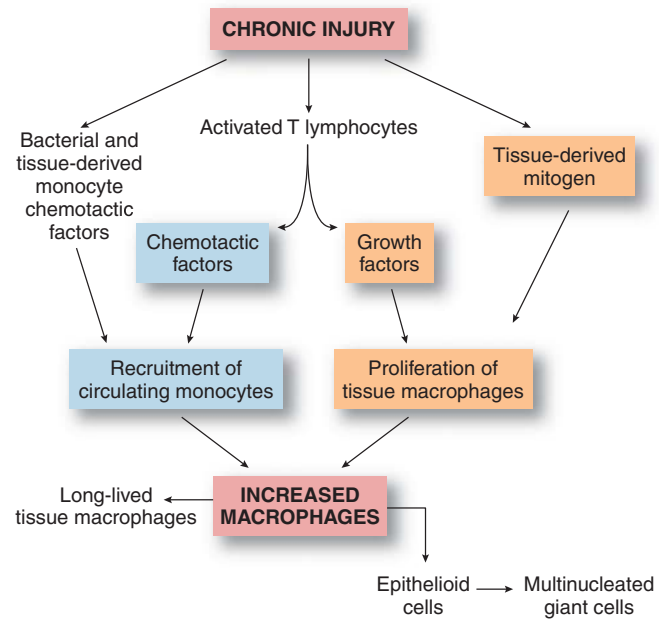 CHRONIC INJURY
Bacterial and
tissue-derived
monocyte
chemotactic
factors
Activated T lymphocytes
Tissue-derived
mitogen
Chemotactic
factors
Growth
factors
Recruitment of
circulating monocytes
Proliferation of
tissue macrophages
Long-lived
tissue macrophages
INCREASED
MACROPHAGES
Epithelioid
cells
Multinucleated
giant cells